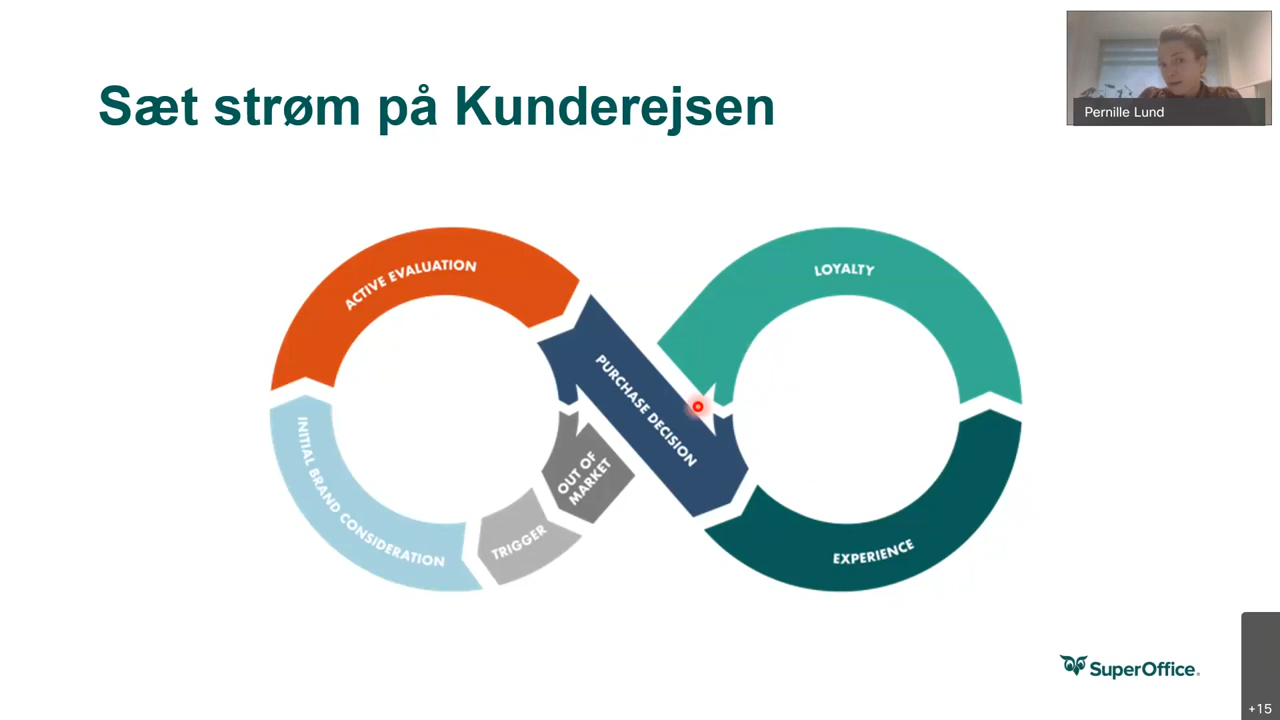 Sæt strøm på Kunderejsen
Pernille Lund
ACTIVE EVALUATION
LOYALTY
PURCHASE DECISION
INITIAL BRAND CONSIDERATION
OUT OF
MARKET
TRIGGER
EXPERIENCE
SuperOffice.
+15